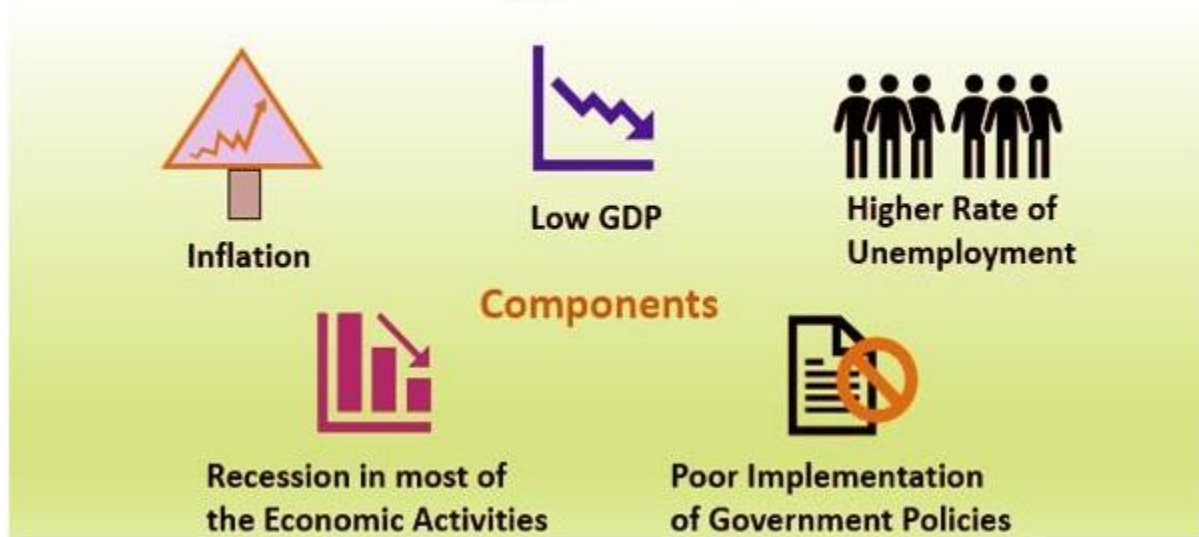 Inflation
Low GDP
Higher Rate of
Unemployment
Components
Recession in most of
the Economic Activities
Poor Implementation
of Government Policies